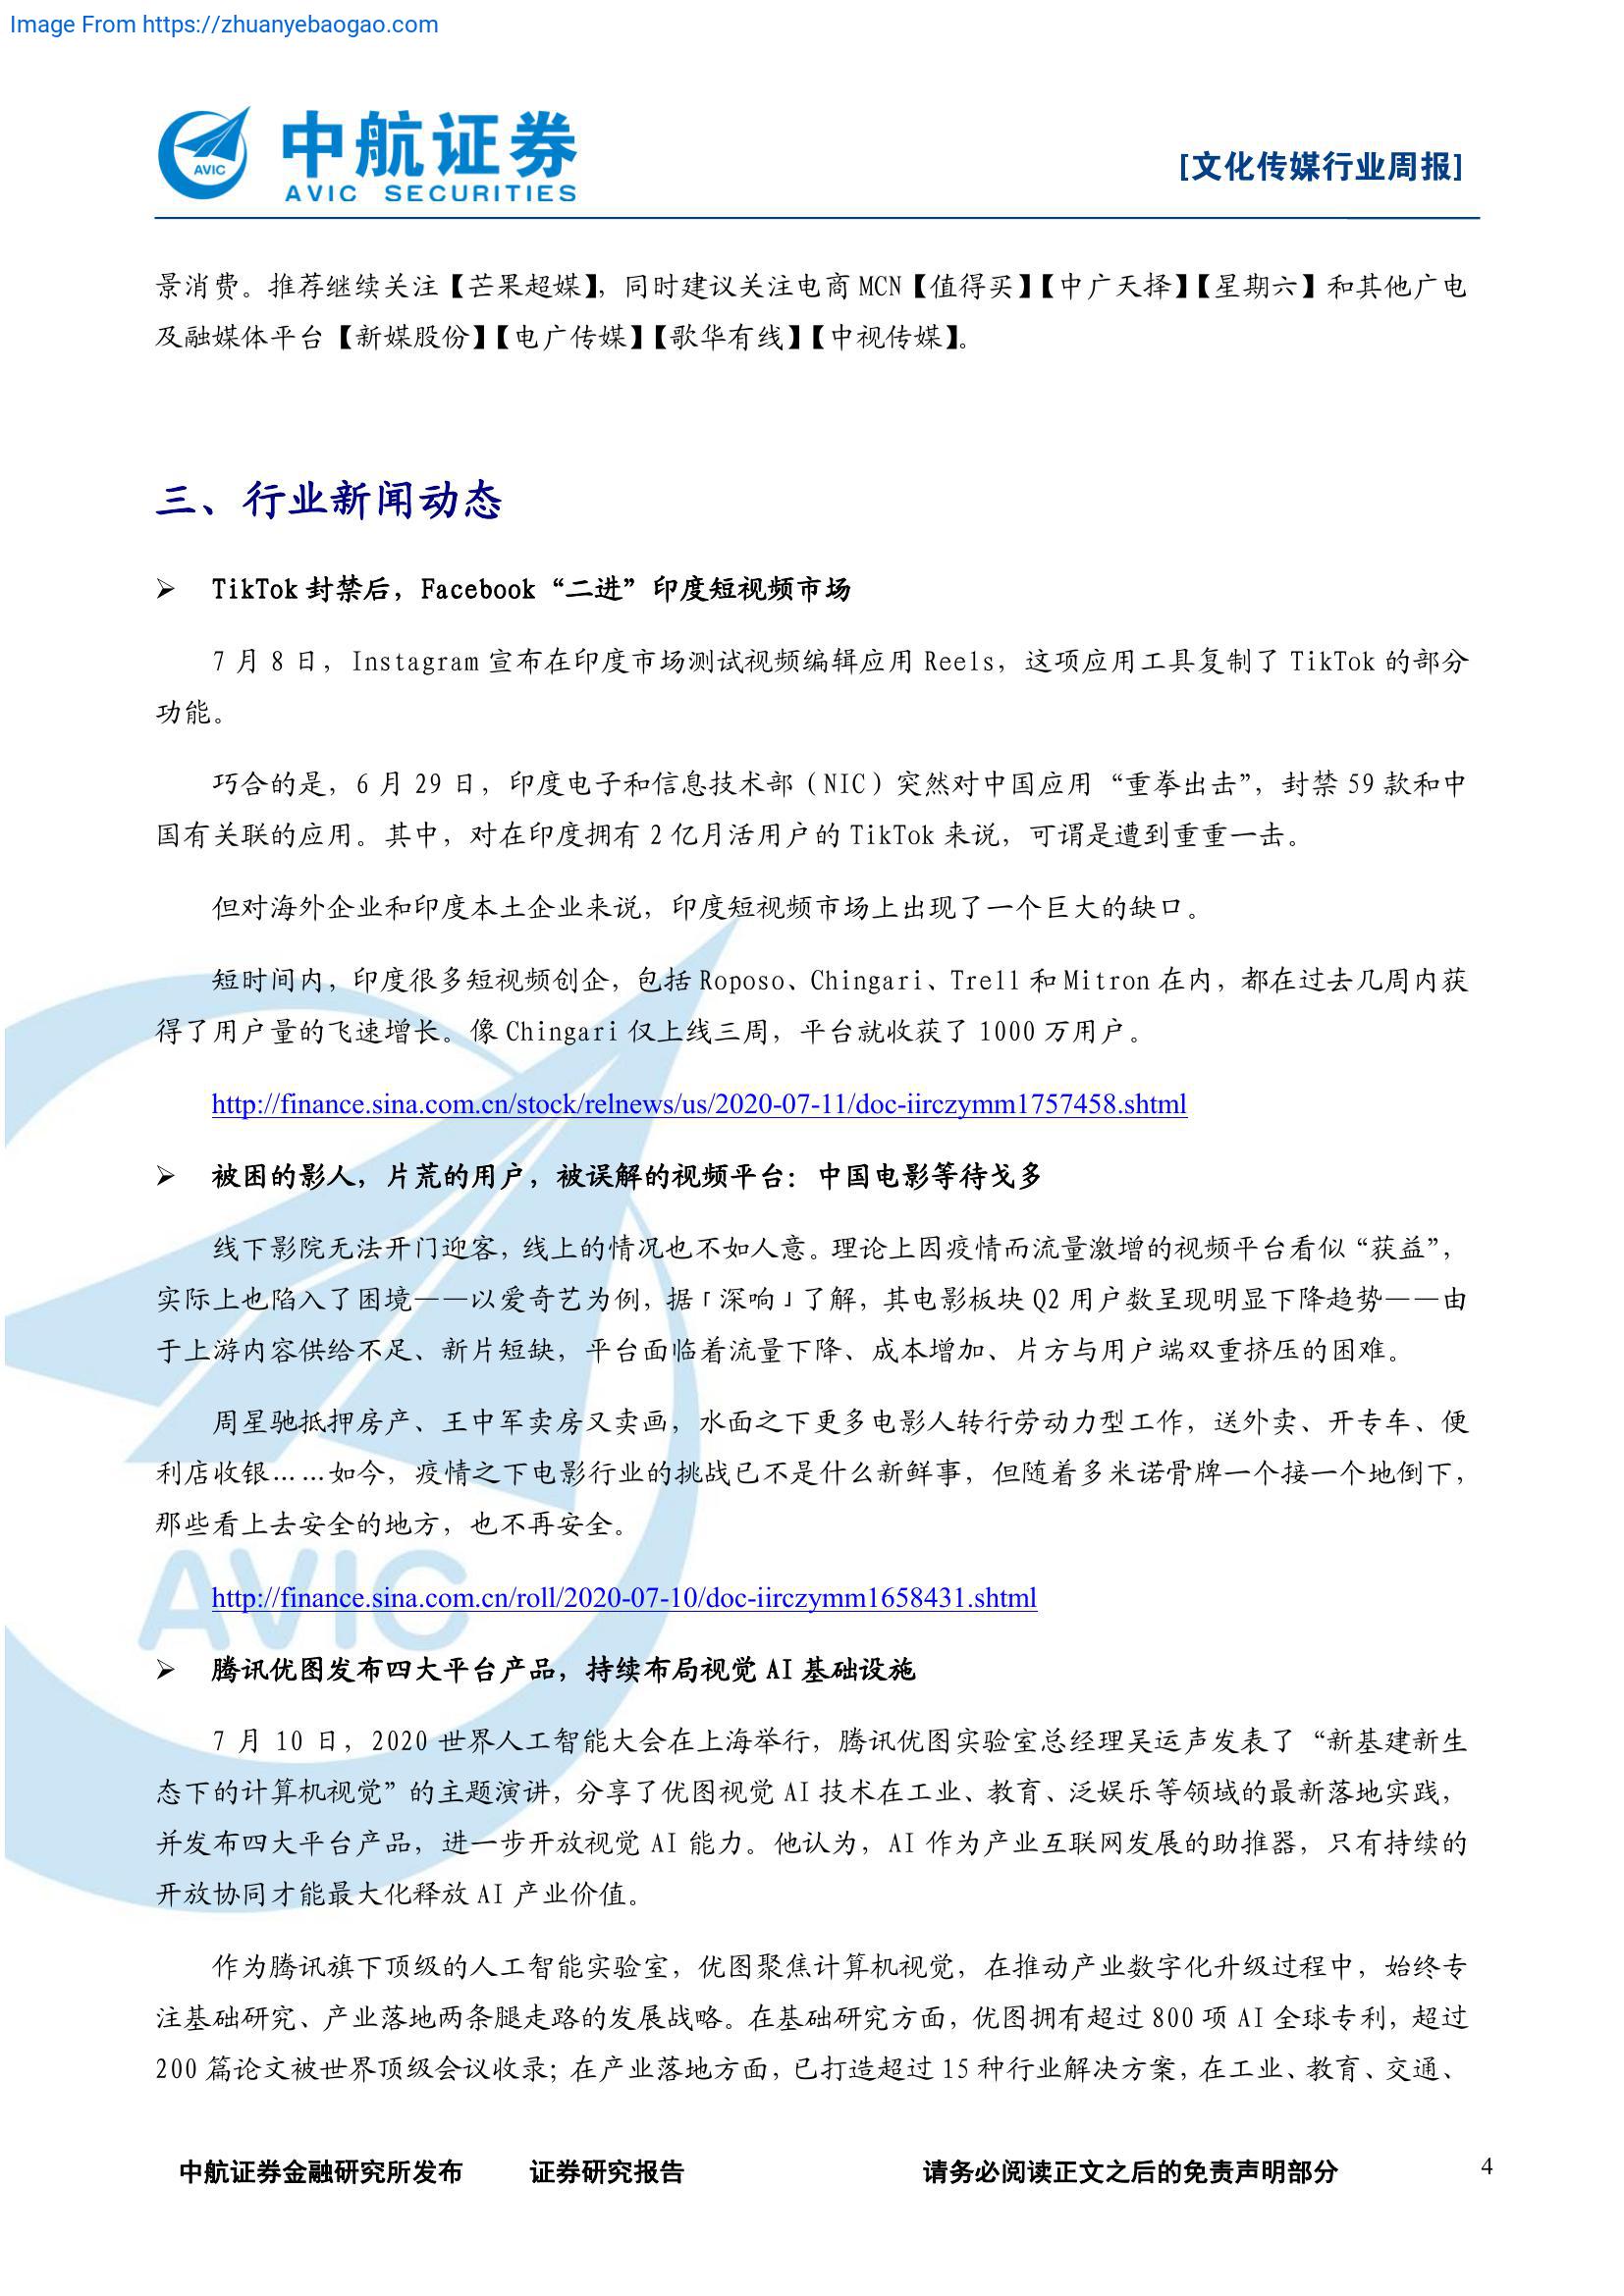 Image From https://zhuanyebaogao.com
AVIC
中航证券
AVIC SECURITIES
[文化传媒行业周报]
景消费。推荐继续关注【芒果超媒】，同时建议关注电商 MCN【值得买】【中广天择】【星期六】和其他广电
及融媒体平台【新媒股份】【电广传媒】【歌华有线】【中视传媒】。
三、行业新闻动态
➢ TikTok 封禁后，Facebook“二进”印度短视频市场
7 月 8 日，Instagram 宣布在印度市场测试视频编辑应用 Reels，这项应用工具复制了 TikTok 的部分
功能。
巧合的是，6 月 29 日，印度电子和信息技术部（NIC）突然对中国应用“重拳出击”，封禁 59 款和中
国有关联的应用。其中，对在印度拥有 2 亿月活用户的 TikTok 来说，可谓是遭到重重一击。
但对海外企业和印度本土企业来说，印度短视频市场上出现了一个巨大的缺口。
短时间内，印度很多短视频创企，包括 Roposo、Chingari、Trell 和 Mitron 在内，都在过去几周内获
得了用户量的飞速增长。像 Chingari 仅上线三周，平台就收获了 1000 万用户。
http://finance.sina.com.cn/stock/relnews/us/2020-07-11/doc-iirczymm1757458.shtml
➢ 被困的影人，片荒的用户，被误解的视频平台：中国电影等待戈多
线下影院无法开门迎客，线上的情况也不如人意。理论上因疫情而流量激增的视频平台看似“获益”，
实际上也陷入了困境——以爱奇艺为例，据「深响」了解，其电影板块 Q2 用户数呈现明显下降趋势——由
于上游内容供给不足、新片短缺，平台面临着流量下降、成本增加、片方与用户端双重挤压的困难。
周星驰抵押房产、王中军卖房又卖画，水面之下更多电影人转行劳动力型工作，送外卖、开专车、便
利店收银……如今，疫情之下电影行业的挑战已不是什么新鲜事，但随着多米诺骨牌一个接一个地倒下，
那些看上去安全的地方，也不再安全。
AVIC
http://finance.sina.com.cn/roll/2020-07-10/doc-iirczymm1658431.shtml
➢ 腾讯优图发布四大平台产品，持续布局视觉 AI 基础设施
7 月 10 日，2020 世界人工智能大会在上海举行，腾讯优图实验室总经理吴运声发表了“新基建新生
态下的计算机视觉”的主题演讲，分享了优图视觉 AI 技术在工业、教育、泛娱乐等领域的最新落地实践，
并发布四大平台产品，进一步开放视觉 AI 能力。他认为，AI 作为产业互联网发展的助推器，只有持续的
开放协同才能最大化释放 AI 产业价值。
作为腾讯旗下顶级的人工智能实验室，优图聚焦计算机视觉，在推动产业数字化升级过程中，始终专
注基础研究、产业落地两条腿走路的发展战略。在基础研究方面，优图拥有超过 800 项 AI 全球专利，超过
200 篇论文被世界顶级会议收录；在产业落地方面，已打造超过 15 种行业解决方案，在工业、教育、交通、
中航证券金融研究所发布 证券研究报告 请务必阅读正文之后的免责声明部分 4